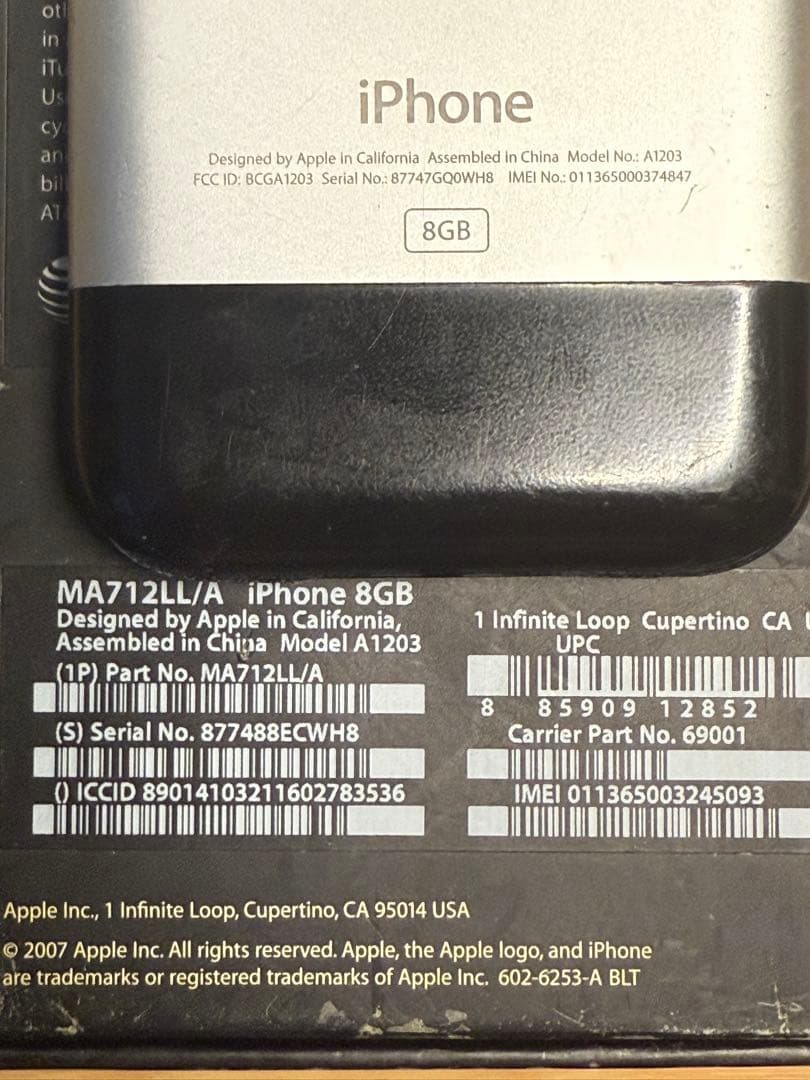 in
an
iPhone
Designed by Apple in California Assembled in China Model No.: A1203
FCC ID: BCGA1203 Serial No.: 87747GQ0WH8 IMEI No.: 011365000374847
8GB
MA712LL/A iPhone 8GB
Designed by Apple in California,
Assembled in China Model A1203
(1P) Part No. MA712LL/A
(S) Serial No. 877488ECWH8
() ICCID 89014103211602783536
1 Infinite Loop Cupertino CA
UPC
8 85909 12852
Carrier Part No. 69001
IMEI 011365003245093
Apple Inc., 1 Infinite Loop, Cupertino, CA 95014 USA
© 2007 Apple Inc. All rights reserved. Apple, the Apple logo, and iPhone
are trademarks or registered trademarks of Apple Inc. 602-6253-A BLT